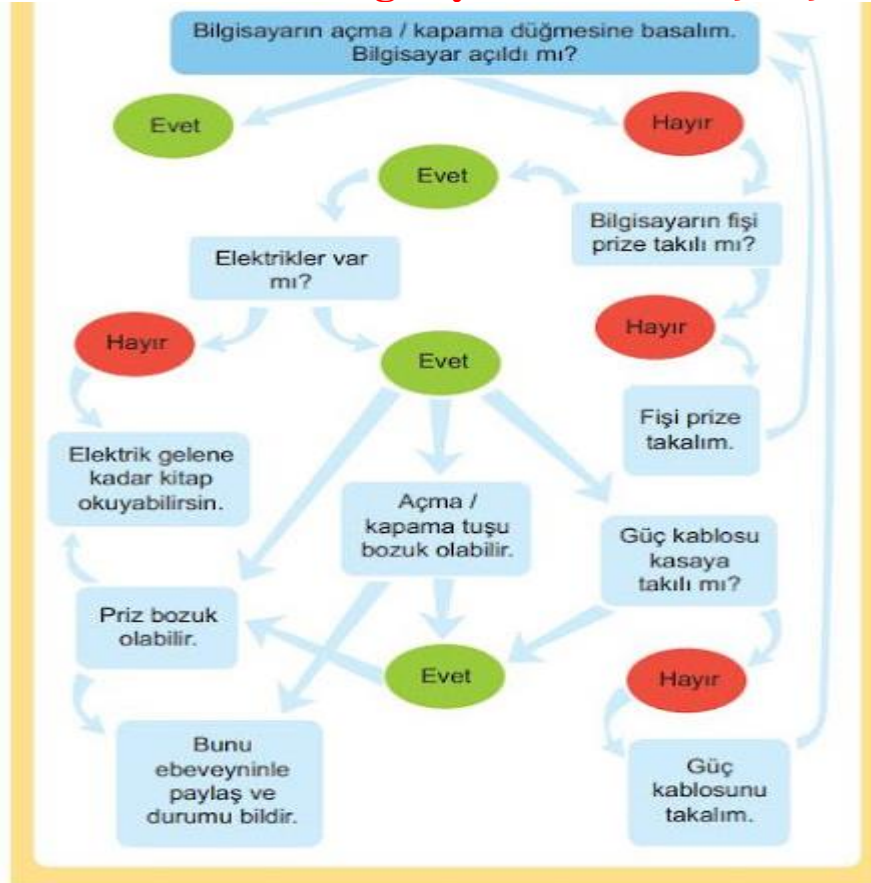 Bilgisayarın açma / kapama düğmesine basalım.
Bilgisayar açıldı mı?
Evet
Hayır
Evet
Bilgisayarın fişi
prize takılı mı?
Elektrikler var
mı?
Hayır
Hayır
Evet
Fişi prize
takalım.
Elektrik gelene
kadar kitap
okuyabilirsin.
Açma /
kapama tuşu
bozuk olabilir.
Güç kablosu
kasaya
takılı mı?
Priz bozuk
olabilir.
Evet
Hayır
Bunu
ebeveyninle
paylaş ve
durumu bildir.
Güç
kablosunu
takalım.